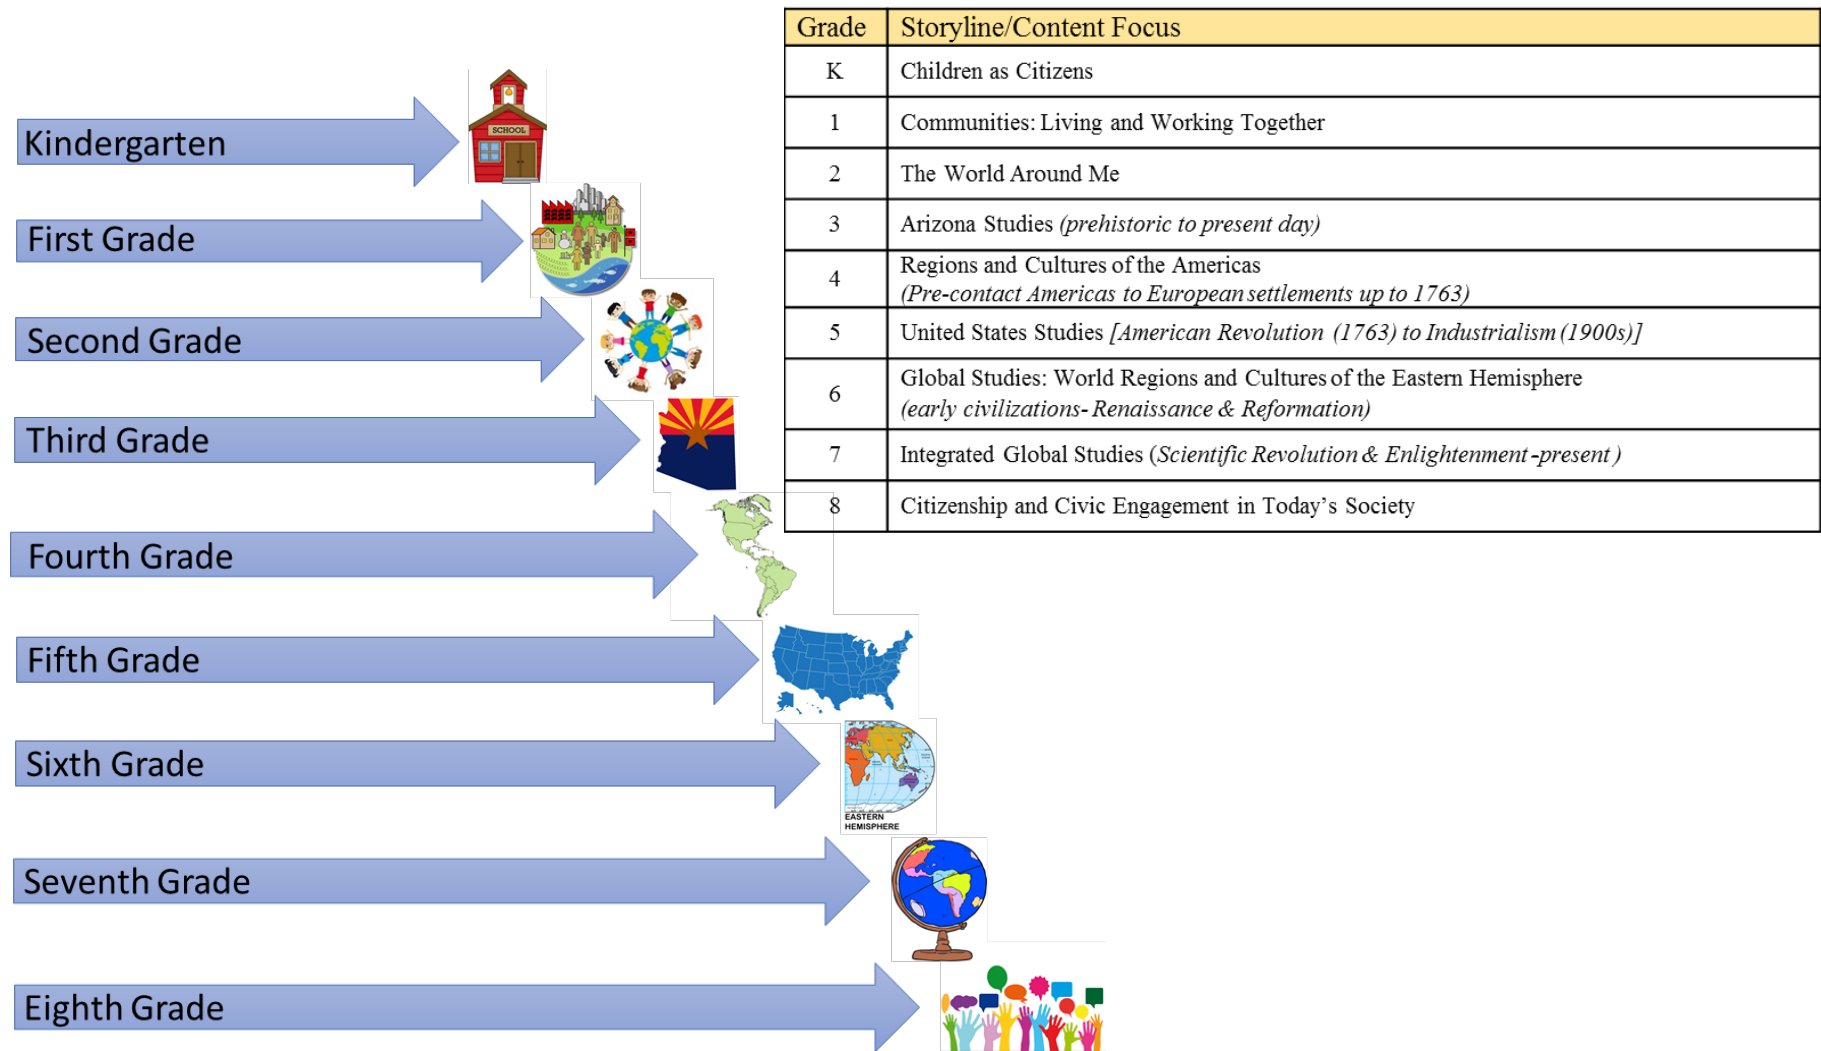 Grade Storyline/Content Focus
K Children as Citizens
1 Communities: Living and Working Together
2 The World Around Me
3 Arizona Studies (prehistoric to present day)
4 Regions and Cultures of the Americas
(Pre-contact Americas to European settlements up to 1763)
5 United States Studies [American Revolution (1763) to Industrialism (1900s)]
6 Global Studies: World Regions and Cultures of the Eastern Hemisphere
(early civilizations- Renaissance & Reformation)
7 Integrated Global Studies (Scientific Revolution & Enlightenment-present)
8 Citizenship and Civic Engagement in Today's Society
Kindergarten
SCHOOL
First Grade
Second Grade
Third Grade
Fourth Grade
Fifth Grade
Sixth Grade
EASTERN
HEMISPHERE
Seventh Grade
Eighth Grade